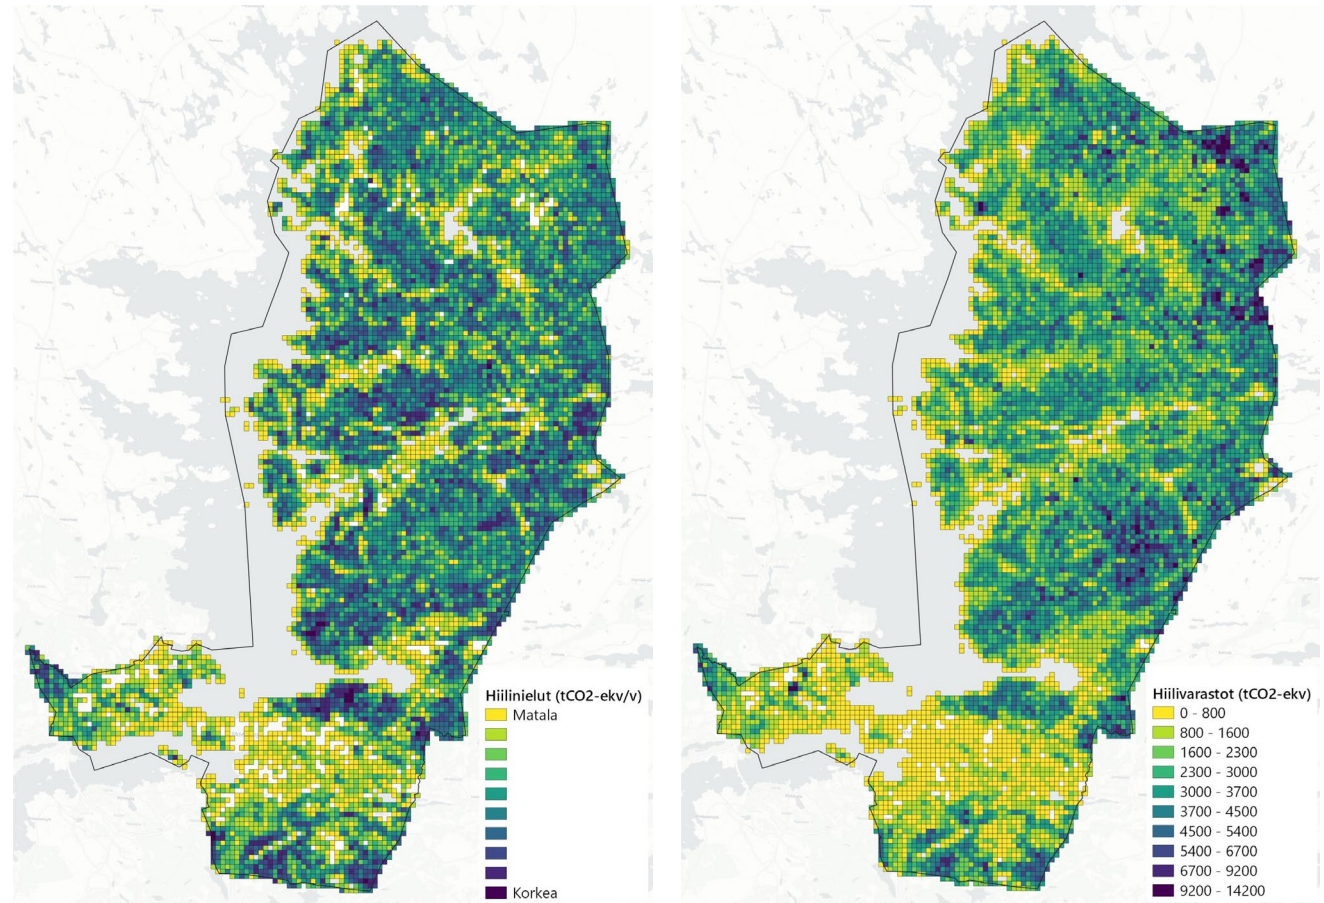 Hiilinielut (tCO2-ekv/v)
Matala
Korkea
Hiilivarastot (tCO2-ekv)
0 - 800
800 - 1600
1600 - 2300
2300 - 3000
3000 - 3700
3700 - 4500
4500 - 5400
5400 - 6700
6700 - 9200
9200 - 14200